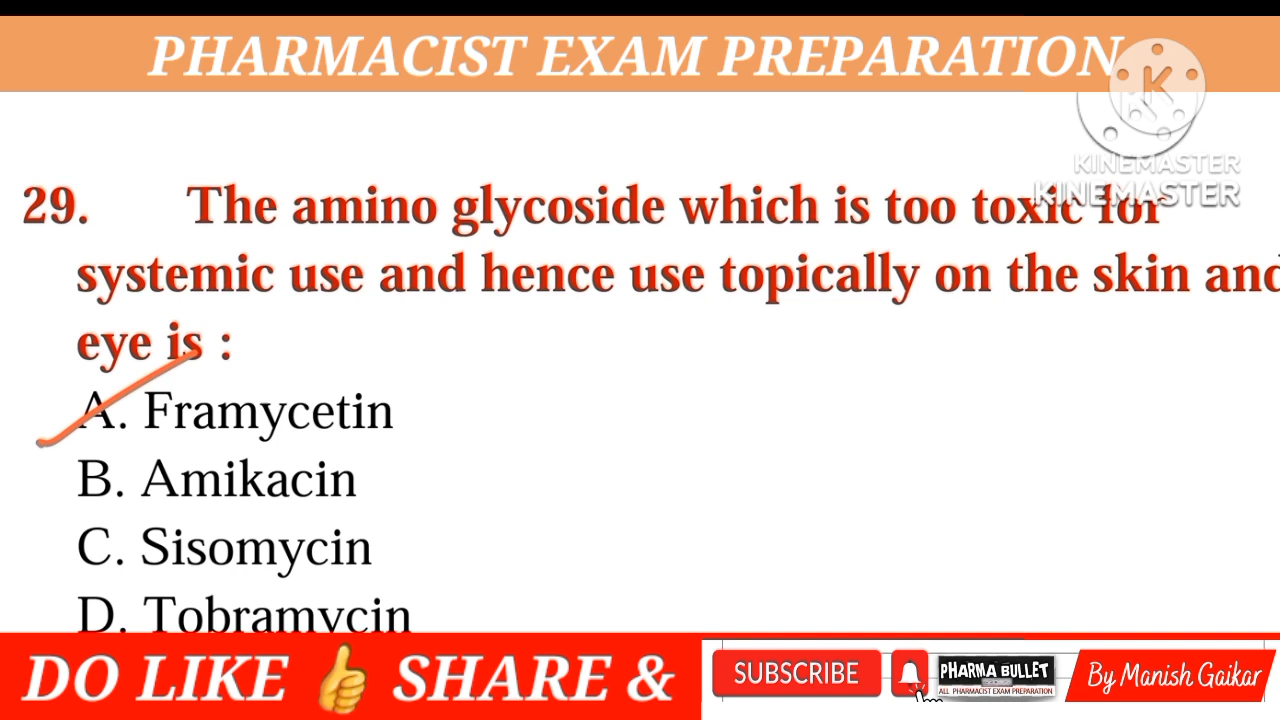 PHARMACIST EXAM PREPARATION
KINEMASTER
KINEMASTER
29. The amino glycoside which is too toxic for
systemic use and hence use topically on the skin and
eye is :
A. Framycetin
B. Amikacin
C. Sisomycin
D. Tobramycin
DO LIKE 👍 SHARE &
SUBSCRIBE
PHARMA BULLET
ALL PHARMACIST EXAM PREPARATION
By Manish Gaikar